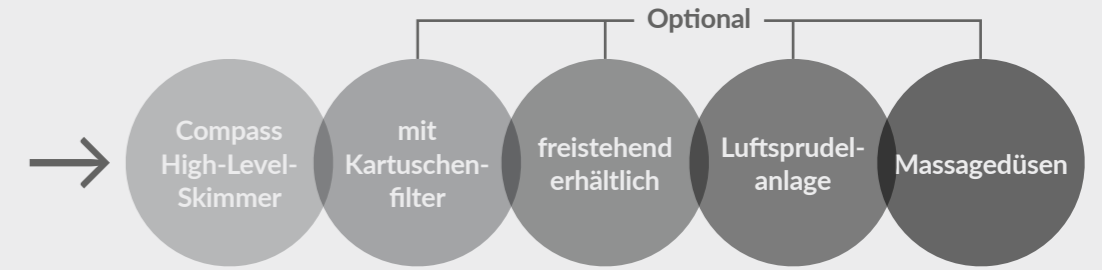 Optional
Compass
High-Level-
Skimmer
mit
Kartuschen-
filter
freistehend
erhältlich
Luftsprudel-
anlage
Massagedüsen